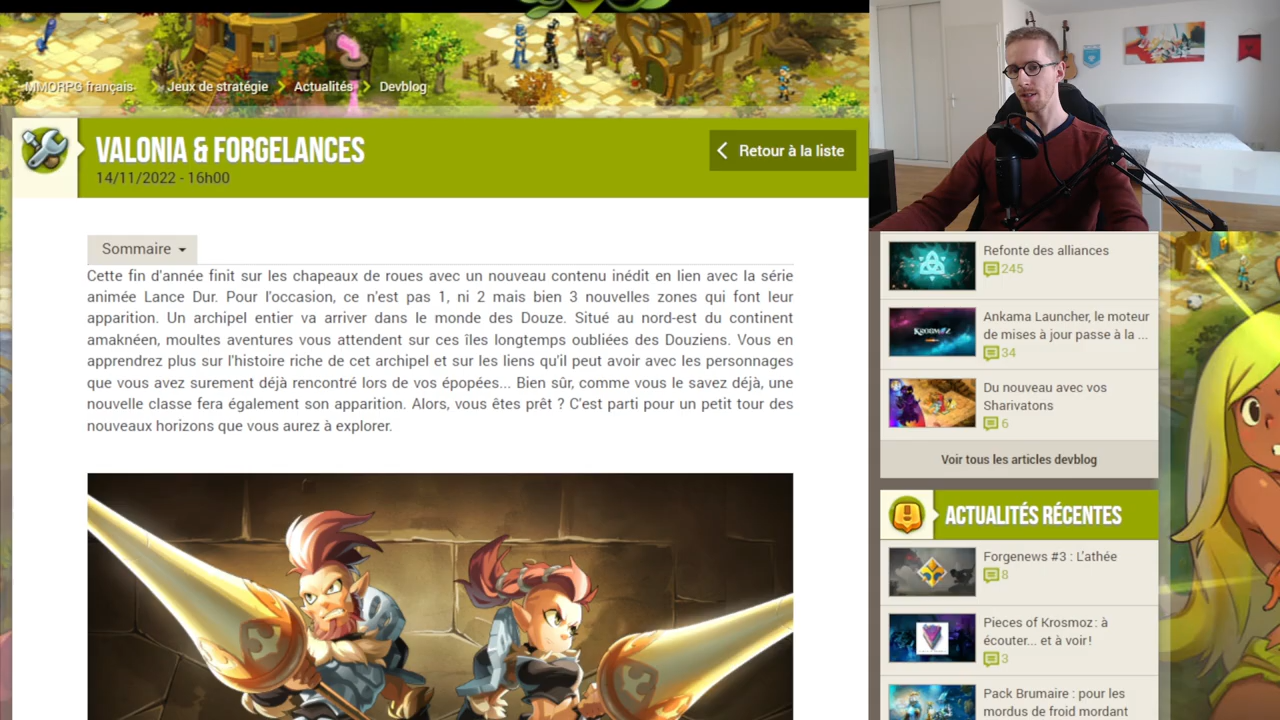 MMORPG français
Jeux de stratégie
Actualités
Devblog
VALONIA & FORGELANCES
14/11/2022 - 16h00
Retour à la liste
Sommaire
Cette fin d'année finit sur les chapeaux de roues avec un nouveau contenu inédit en lien avec la série
animée Lance Dur. Pour l'occasion, ce n'est pas 1, ni 2 mais bien 3 nouvelles zones qui font leur
apparition. Un archipel entier va arriver dans le monde des Douze. Situé au nord-est du continent
amaknéen, moultes aventures vous attendent sur ces îles longtemps oubliées des Douziens. Vous en
apprendrez plus sur l'histoire riche de cet archipel et sur les liens qu'il peut avoir avec les personnages
que vous avez surement déjà rencontré lors de vos épopées... Bien sûr, comme vous le savez déjà, une
nouvelle classe fera également son apparition. Alors, vous êtes prêt ? C'est parti pour un petit tour des
nouveaux horizons que vous aurez à explorer.
Refonte des alliances
245
KROSMOZ
Ankama Launcher, le moteur
de mises à jour passe à la ...
34
Du nouveau avec vos
Sharivatons
6
Voir tous les articles devblog
ACTUALITÉS RÉCENTES
Forgenews #3 : L'athée
8
Pieces of Krosmoz : à
écouter... et à voir !
3
Pack Brumaire : pour les
mordus de froid mordant